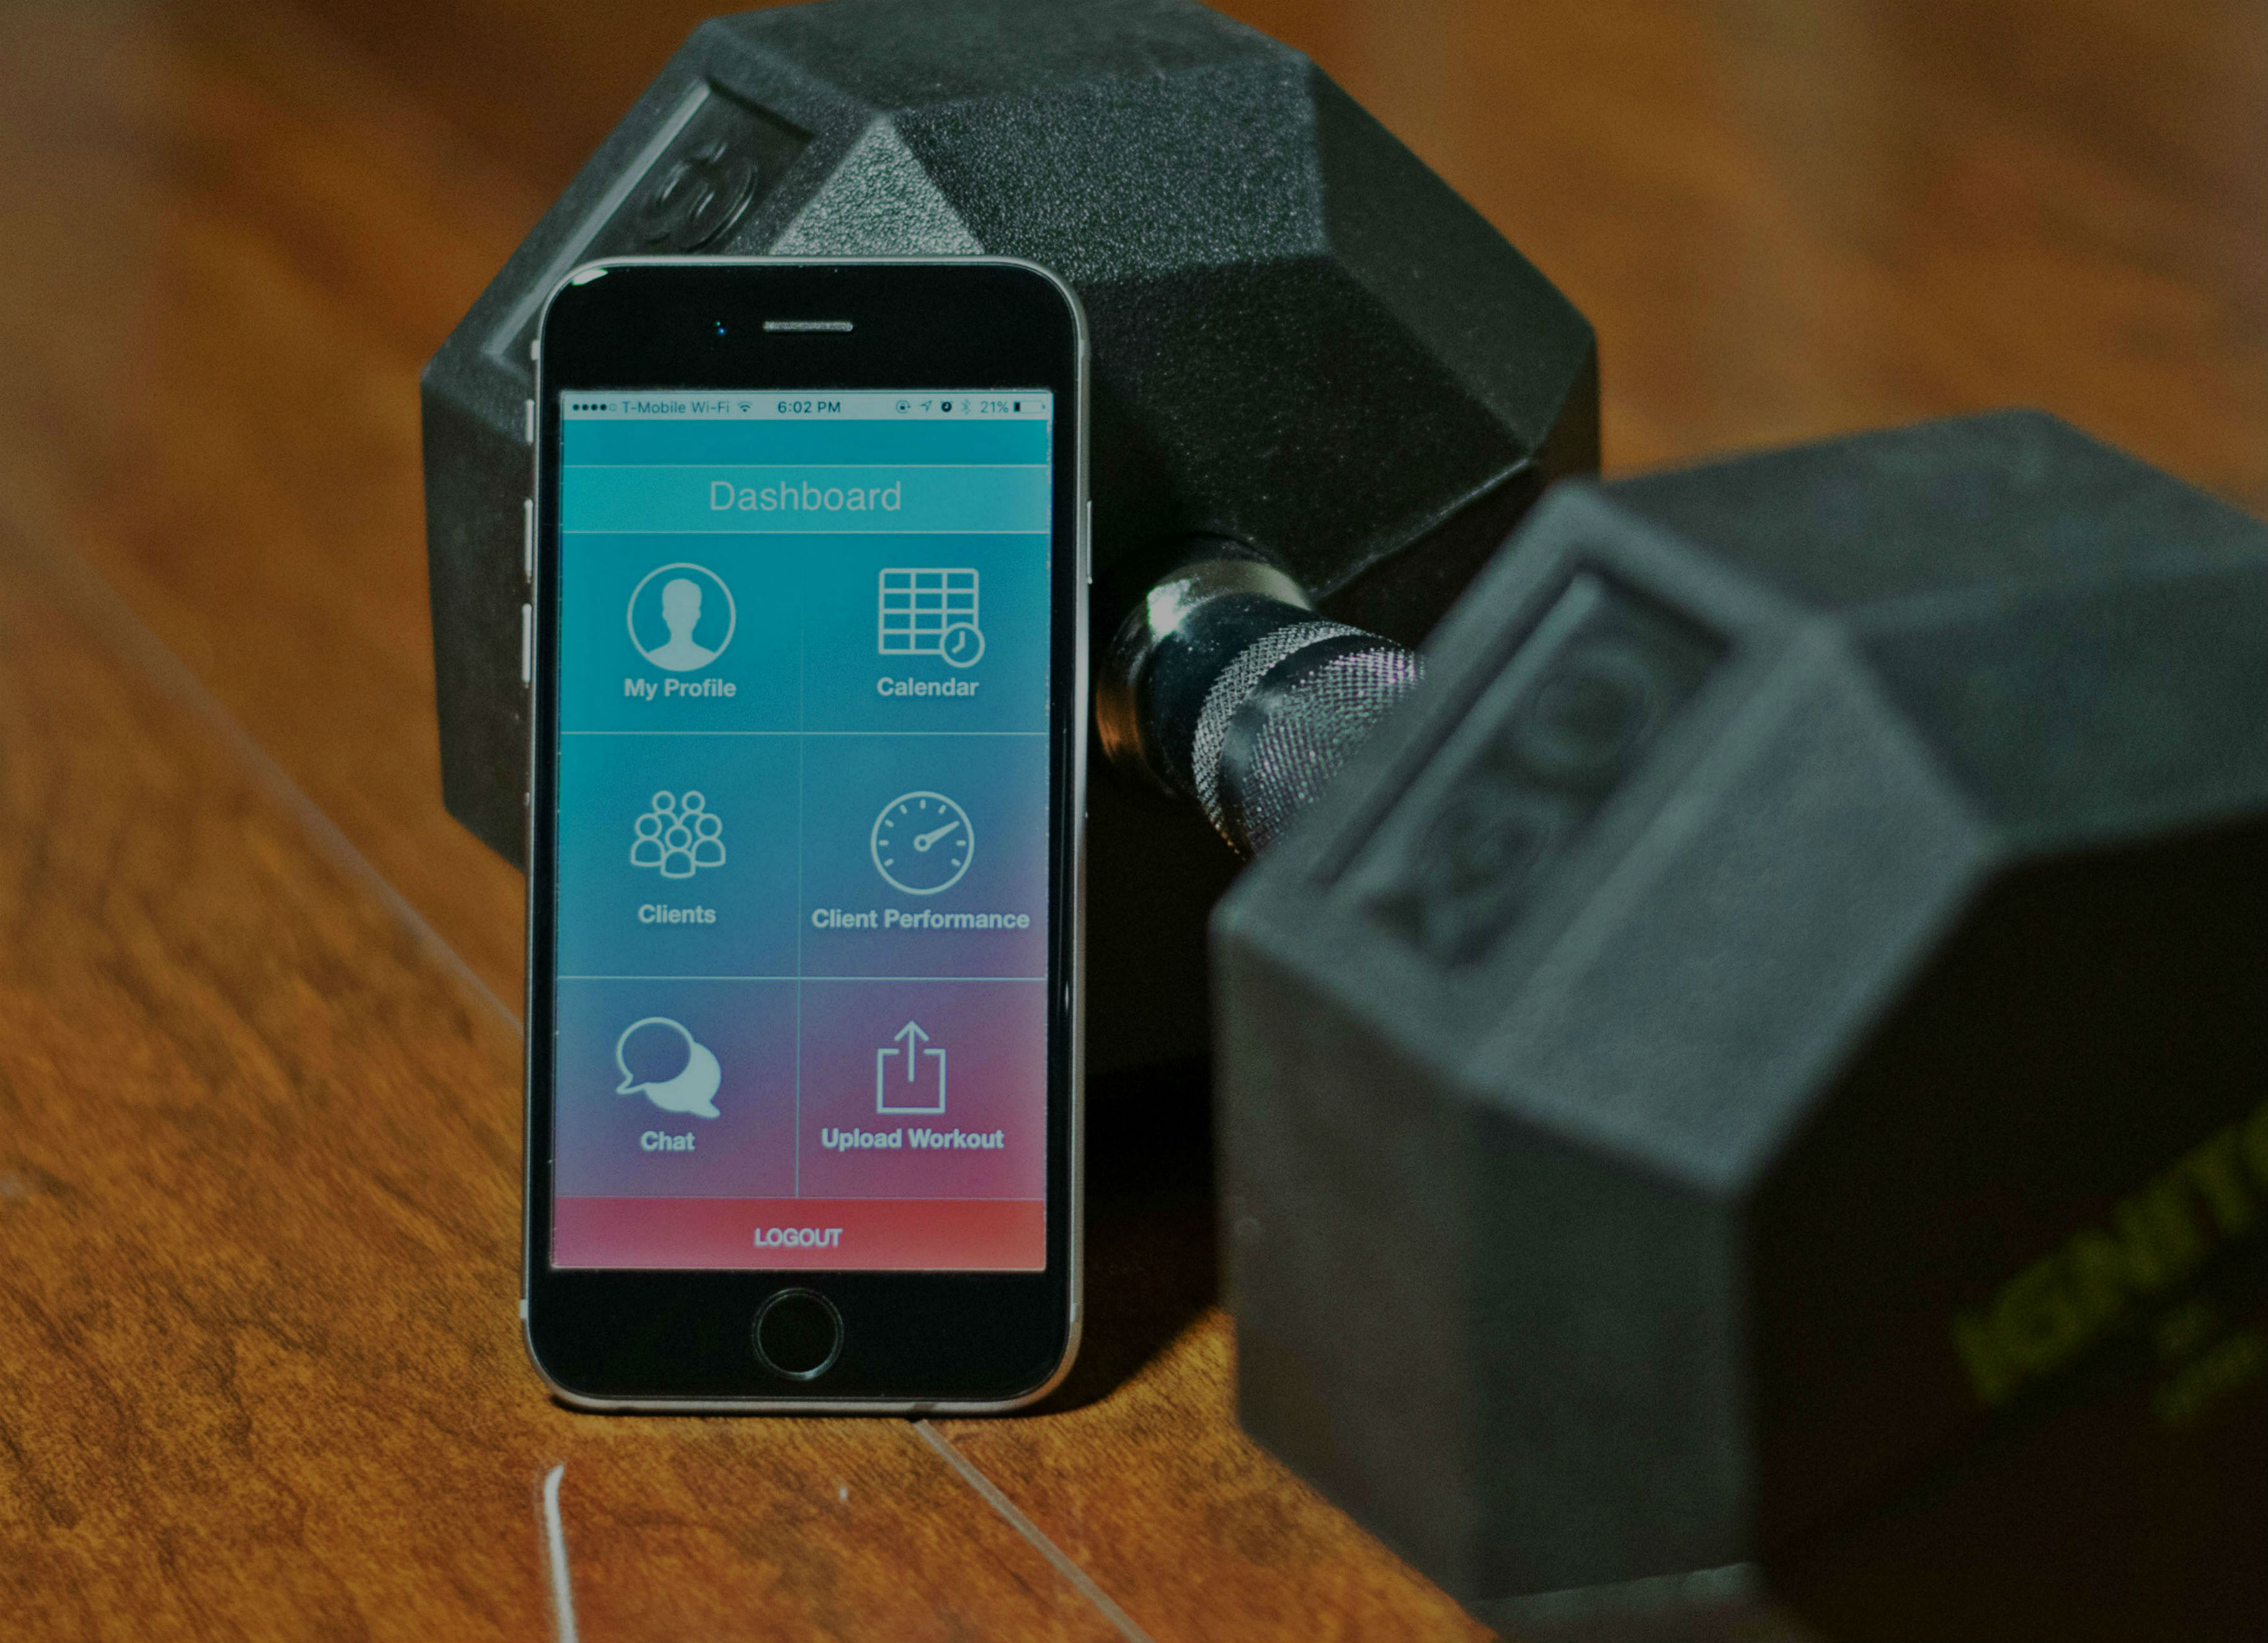 T-Mobile Wi-Fi 6:02 PM 21%
Dashboard
My Profile Calendar
Clients Client Performance
Chat Upload Workout
LOGOUT